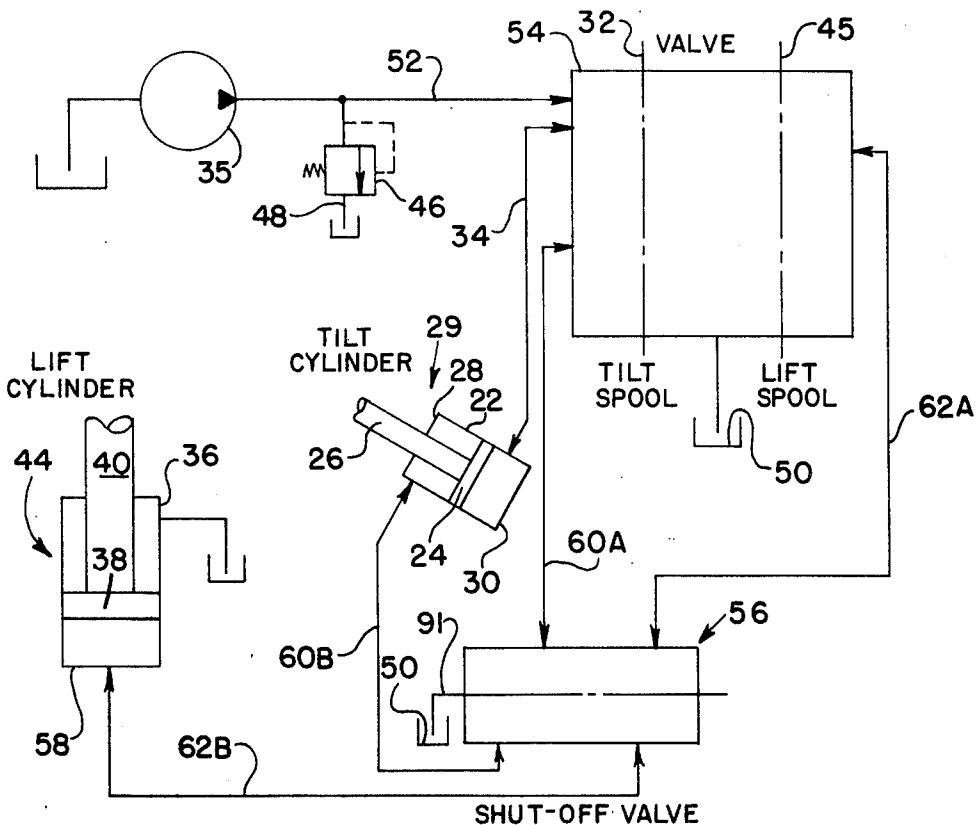 32
VALVE
45
54
52
35
46
48
34
TILT
CYLINDER
29
28
22
LIFT
CYLINDER
TILT
SPOOL
LIFT
SPOOL
62A
26
50
40
36
44
24
30
60A
38
91
56
60B
50
58
62B
SHUT-OFF VALVE